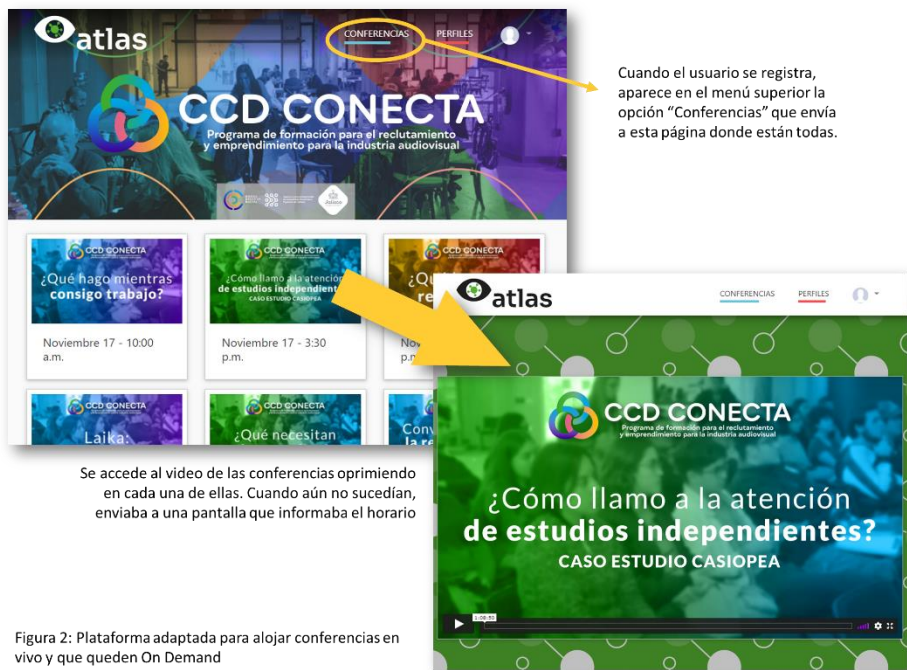 atlas
CONFERENCIAS PERFILES
CCD CONECTA
Programa de formación para el reclutamiento
y emprendimiento para la industria audiovisual
Jalisco
Cuando el usuario se registra,
aparece en el menú superior la
opción “Conferencias” que envía
a esta página donde están todas.
CCD CONECTA
¿Qué hago mientras
consigo trabajo?
Noviembre 17 - 10:00
a.m.
CCD CONECTA
¿Cómo llamo a la atención
de estudios independientes?
CASO ESTUDIO CASIOPEA
Noviembre 17 - 3:30
p.m.
CCD CONECTA
CCD CONECTA
Laika:
CCD CONECTA
¿Qué necesitan
Se accede al video de las conferencias oprimiendo
en cada una de ellas. Cuando aún no sucedían,
enviaba a una pantalla que informaba el horario
atlas
CONFERENCIAS PERFILES
CCD CONECTA
Programa de formación para el reclutamiento
y emprendimiento para la industria audiovisual
¿Cómo llamo a la atención
de estudios independientes?
CASO ESTUDIO CASIOPEA
Figura 2: Plataforma adaptada para alojar conferencias en
vivo y que queden On Demand